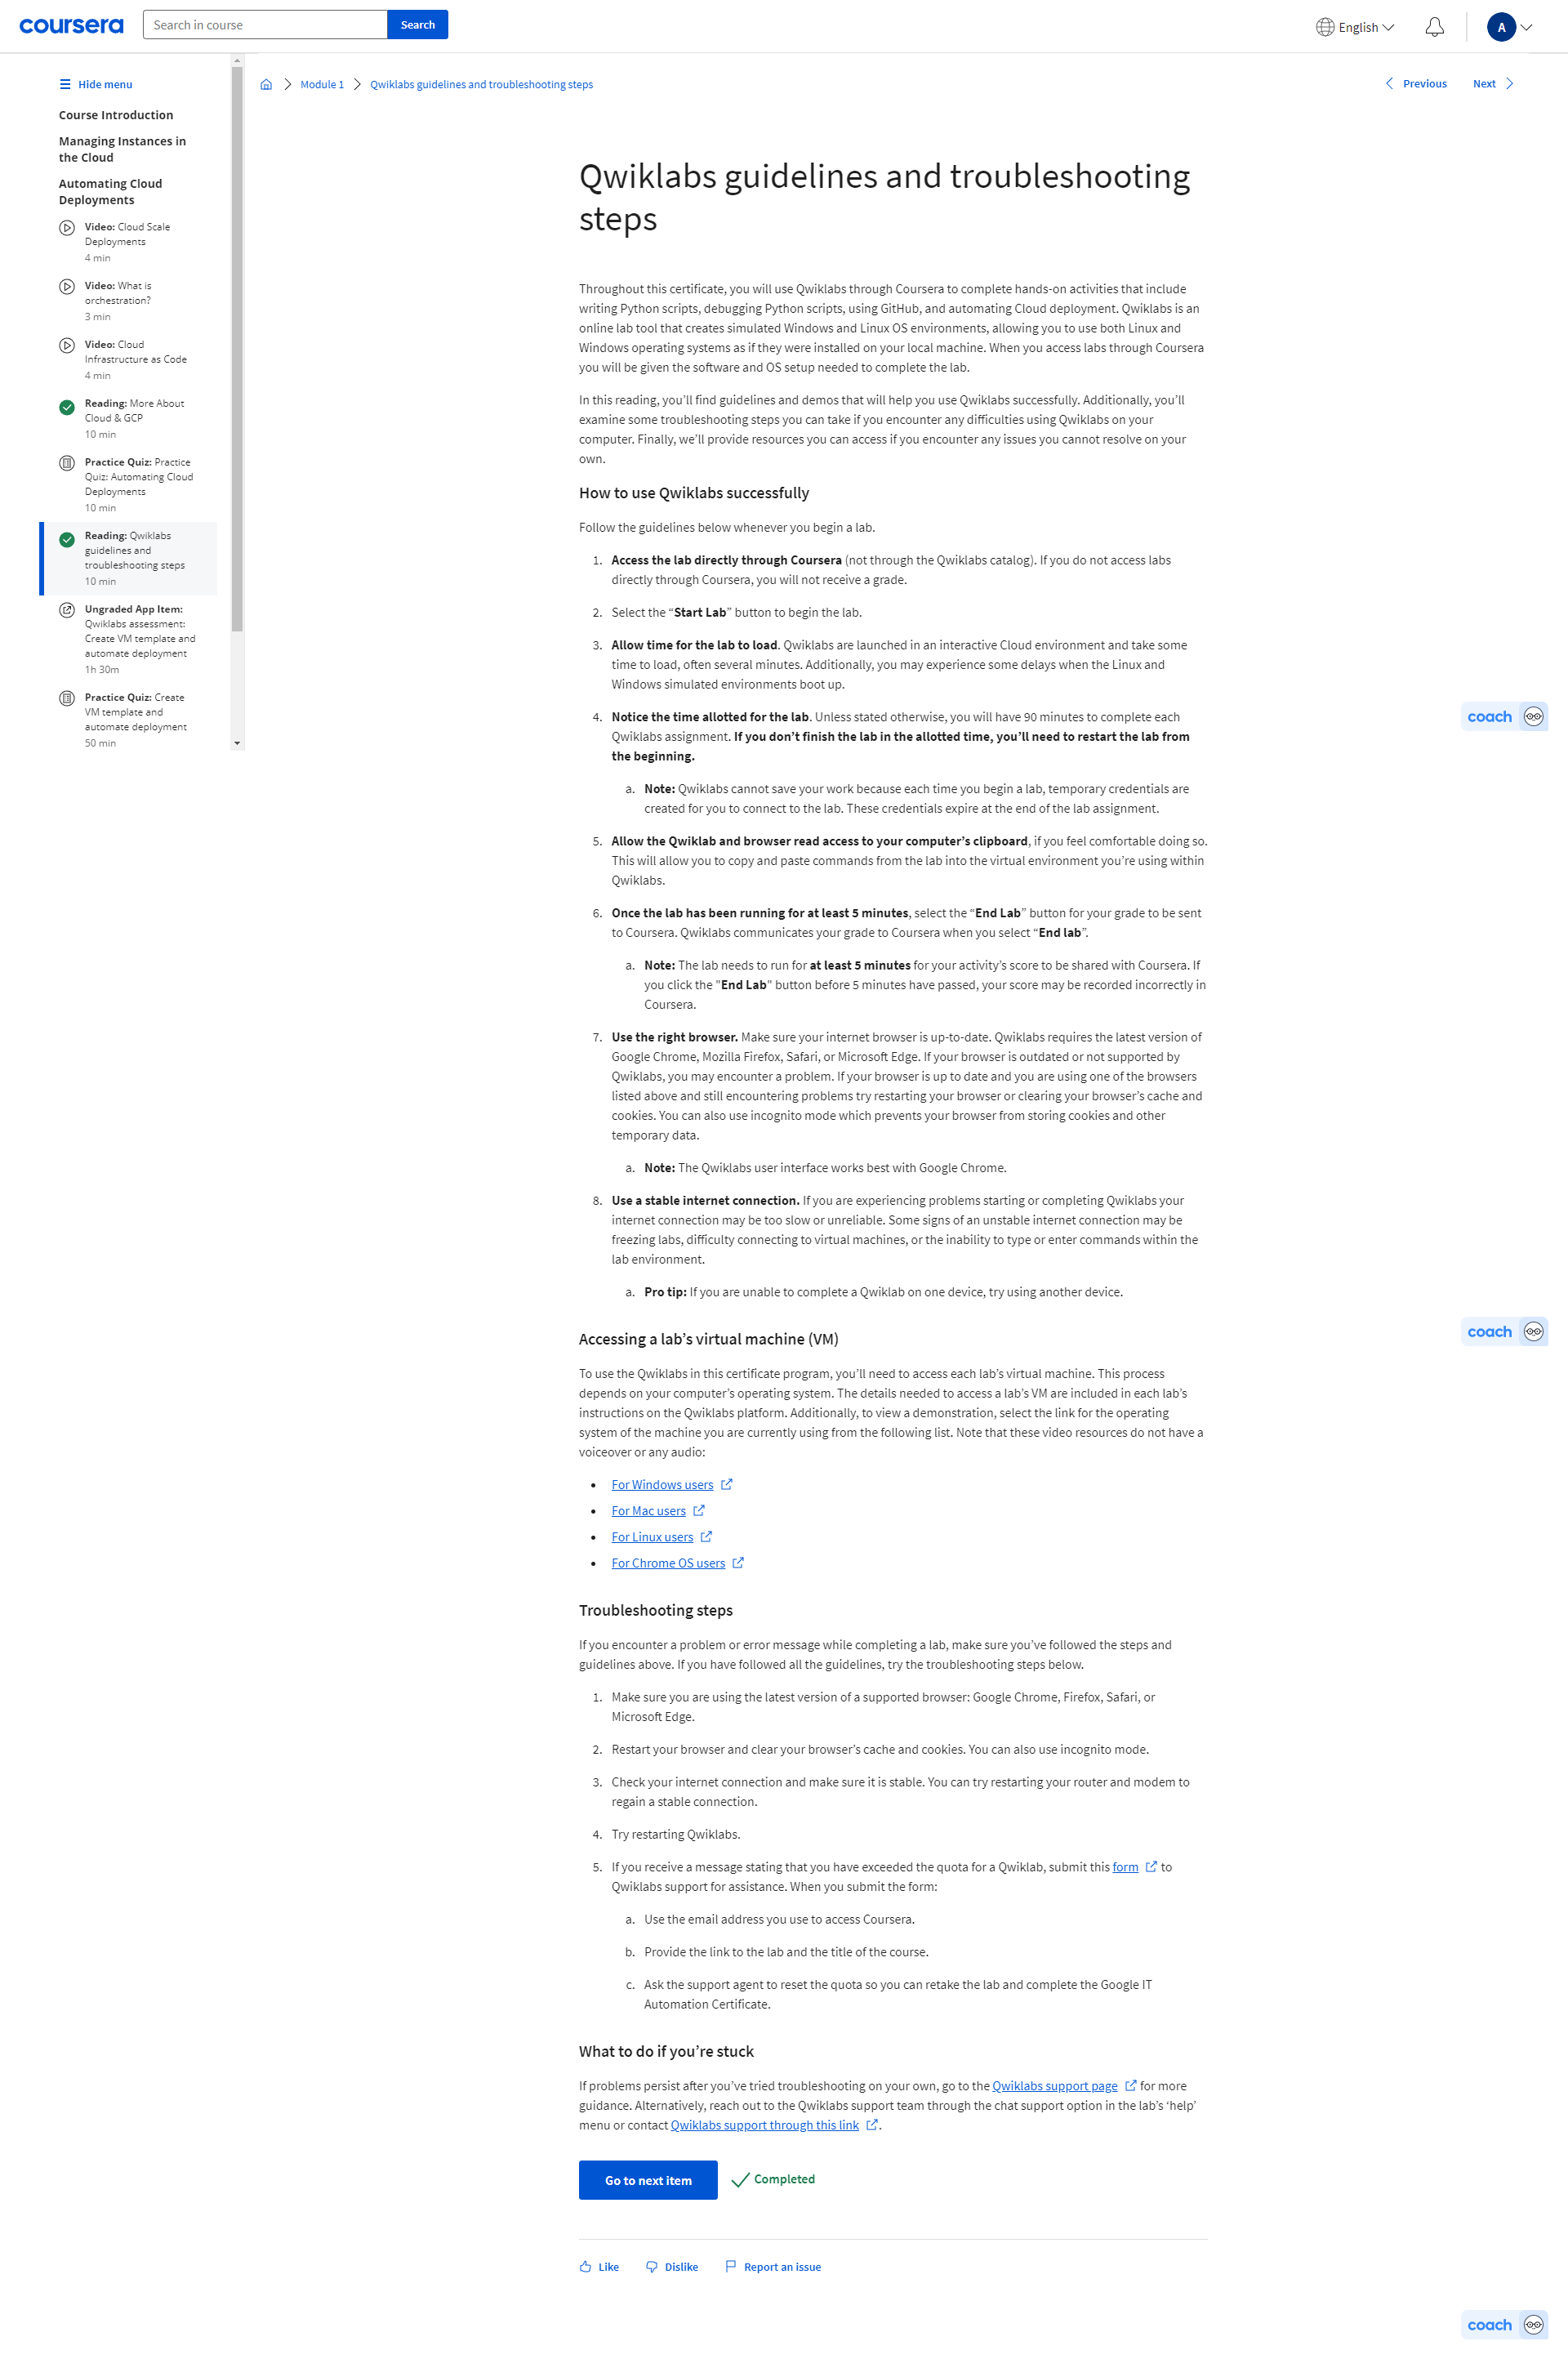 coursera
Search in course
Search
English
A
Hide menu
Course Introduction
Managing Instances in
the Cloud
Automating Cloud
Deployments
Video: Cloud Scale
Deployments
4 min
Video: What is
orchestration?
3 min
Video: Cloud
Infrastructure as Code
4 min
Reading: More About
Cloud & GCP
10 min
Practice Quiz: Practice
Quiz: Automating Cloud
Deployments
10 min
Reading: Qwiklabs
guidelines and
troubleshooting steps
10 min
Ungraded App Item:
Qwiklabs assessment:
Create VM template and
automate deployment
1h 30m
Practice Quiz: Create
VM template and
automate deployment
50 min
Module 1
Qwiklabs guidelines and troubleshooting steps
Previous
Next
Qwiklabs guidelines and troubleshooting
steps
Throughout this certificate, you will use Qwiklabs through Coursera to complete hands-on activities that include
writing Python scripts, debugging Python scripts, using GitHub, and automating Cloud deployment. Qwiklabs is an
online lab tool that creates simulated Windows and Linux OS environments, allowing you to use both Linux and
Windows operating systems as if they were installed on your local machine. When you access labs through Coursera
you will be given the software and OS setup needed to complete the lab.
In this reading, you’ll find guidelines and demos that will help you use Qwiklabs successfully. Additionally, you’ll
examine some troubleshooting steps you can take if you encounter any difficulties using Qwiklabs on your
computer. Finally, we’ll provide resources you can access if you encounter any issues you cannot resolve on your
own.
How to use Qwiklabs successfully
Follow the guidelines below whenever you begin a lab.
1. Access the lab directly through Coursera (not through the Qwiklabs catalog). If you do not access labs
directly through Coursera, you will not receive a grade.
2. Select the “Start Lab” button to begin the lab.
3. Allow time for the lab to load. Qwiklabs are launched in an interactive Cloud environment and take some
time to load, often several minutes. Additionally, you may experience some delays when the Linux and
Windows simulated environments boot up.
4. Notice the time allotted for the lab. Unless stated otherwise, you will have 90 minutes to complete each
Qwiklabs assignment. If you don’t finish the lab in the allotted time, you’ll need to restart the lab from
the beginning.
a. Note: Qwiklabs cannot save your work because each time you begin a lab, temporary credentials are
created for you to connect to the lab. These credentials expire at the end of the lab assignment.
5. Allow the Qwiklab and browser read access to your computer’s clipboard, if you feel comfortable doing so.
This will allow you to copy and paste commands from the lab into the virtual environment you’re using within
Qwiklabs.
6. Once the lab has been running for at least 5 minutes, select the “End Lab” button for your grade to be sent
to Coursera. Qwiklabs communicates your grade to Coursera when you select “End lab”.
a. Note: The lab needs to run for at least 5 minutes for your activity’s score to be shared with Coursera. If
you click the "End Lab" button before 5 minutes have passed, your score may be recorded incorrectly in
Coursera.
7. Use the right browser. Make sure your internet browser is up-to-date. Qwiklabs requires the latest version of
Google Chrome, Mozilla Firefox, Safari, or Microsoft Edge. If your browser is outdated or not supported by
Qwiklabs, you may encounter a problem. If your browser is up to date and you are using one of the browsers
listed above and still encountering problems try restarting your browser or clearing your browser’s cache and
cookies. You can also use incognito mode which prevents your browser from storing cookies and other
temporary data.
a. Note: The Qwiklabs user interface works best with Google Chrome.
8. Use a stable internet connection. If you are experiencing problems starting or completing Qwiklabs your
internet connection may be too slow or unreliable. Some signs of an unstable internet connection may be
freezing labs, difficulty connecting to virtual machines, or the inability to type or enter commands within the
lab environment.
a. Pro tip: If you are unable to complete a Qwiklab on one device, try using another device.
coach
coach
Accessing a lab’s virtual machine (VM)
To use the Qwiklabs in this certificate program, you’ll need to access each lab’s virtual machine. This process
depends on your computer’s operating system. The details needed to access a lab’s VM are included in each lab’s
instructions on the Qwiklabs platform. Additionally, to view a demonstration, select the link for the operating
system of the machine you are currently using from the following list. Note that these video resources do not have a
voiceover or any audio:
• For Windows users
• For Mac users
• For Linux users
• For Chrome OS users
Troubleshooting steps
If you encounter a problem or error message while completing a lab, make sure you’ve followed the steps and
guidelines above. If you have followed all the guidelines, try the troubleshooting steps below.
1. Make sure you are using the latest version of a supported browser: Google Chrome, Firefox, Safari, or
Microsoft Edge.
2. Restart your browser and clear your browser’s cache and cookies. You can also use incognito mode.
3. Check your internet connection and make sure it is stable. You can try restarting your router and modem to
regain a stable connection.
4. Try restarting Qwiklabs.
5. If you receive a message stating that you have exceeded the quota for a Qwiklab, submit this form to
Qwiklabs support for assistance. When you submit the form:
a. Use the email address you use to access Coursera.
b. Provide the link to the lab and the title of the course.
c. Ask the support agent to reset the quota so you can retake the lab and complete the Google IT
Automation Certificate.
What to do if you’re stuck
If problems persist after you’ve tried troubleshooting on your own, go to the Qwiklabs support page for more
guidance. Alternatively, reach out to the Qwiklabs support team through the chat support option in the lab’s ‘help’
menu or contact Qwiklabs support through this link .
Go to next item
Completed
Like
Dislike
Report an issue
coach